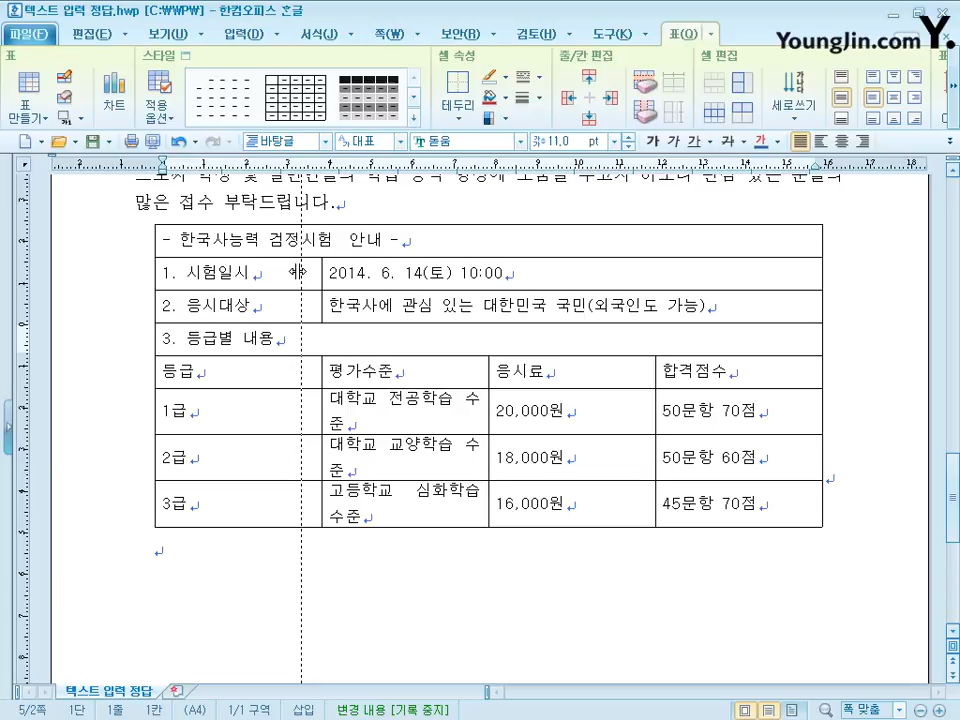 텍스트 입력 정답.hwp [C:\WP\] - 한컴오피스 한글
YoungJin.com Y.
파일(F) 편집(E) 보기(U) 입력(D) 서식(J) 쪽(W) 보안(R) 검토(H) 도구(K) 표(Q)
표 스타일 셀 속성 줄/칸 편집 셀 편집
표 만들기 차트 적용 옵션 테두리 세로쓰기
바탕글 대표 돋움 11.0 pt 가 가 가 가 가
많은 접수 부탁드립니다.
- 한국사능력 검정시험 안내 -
1. 시험일시 2014. 6. 14(토) 10:00
2. 응시대상 한국사에 관심 있는 대한민국 국민(외국인도 가능)
3. 등급별 내용
등급 평가수준 응시료 합격점수
1급 대학교 전공학습 수준 20,000원 50문항 70점
2급 대학교 교양학습 수준 18,000원 50문항 60점
3급 고등학교 심화학습 수준 16,000원 45문항 70점
텍스트 입력 정답
5/2쪽 1단 1줄 1칸 (A4) 1/1 구역 삽입 변경 내용 [기록 중지] 폭 맞춤